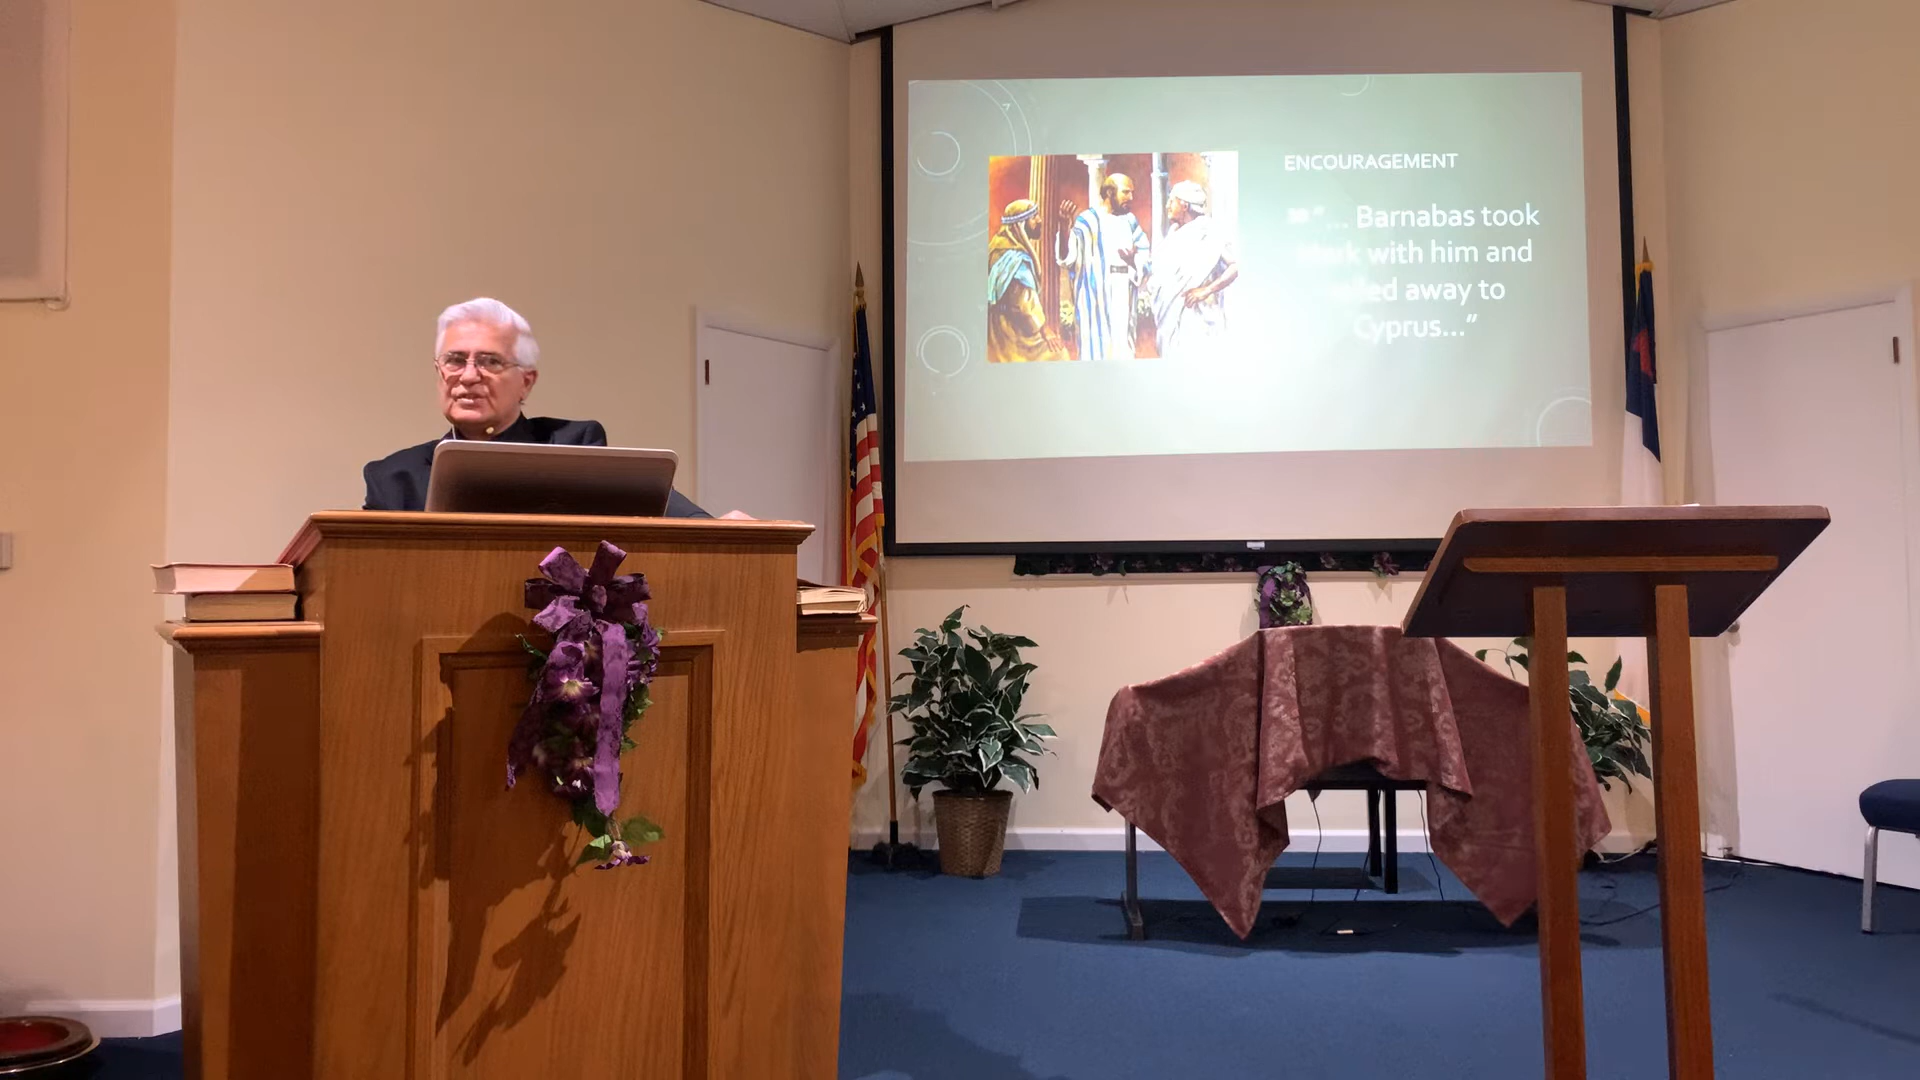 ENCOURAGEMENT
“... Barnabas took
with him and
away to
Cyprus...”